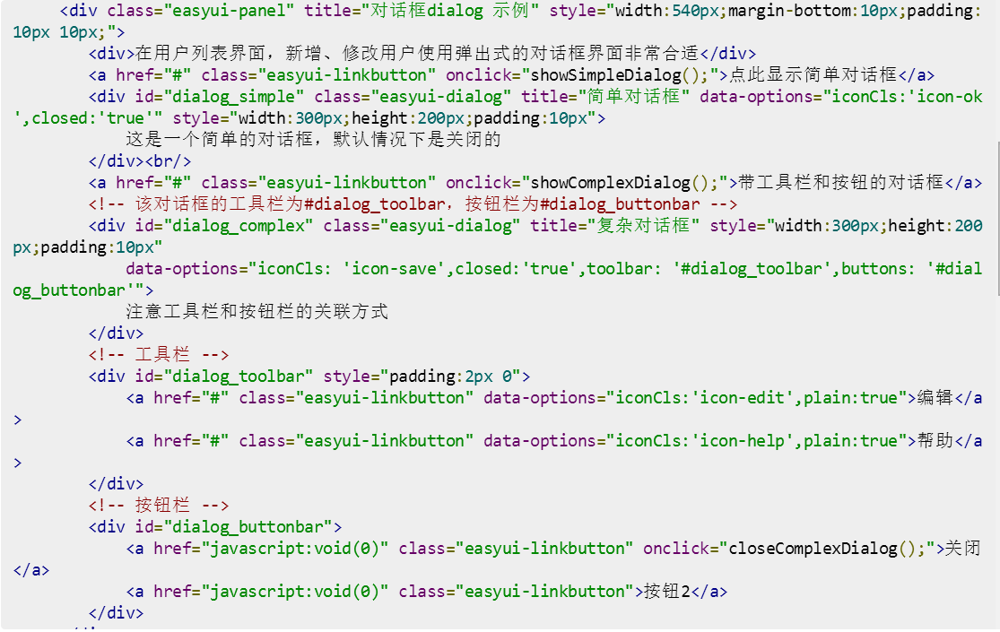 <div class="easyui-panel" title="对话框dialog 示例" style="width:540px;margin-bottom:10px;padding:
10px 10px;">
<div>在用户列表界面，新增、修改用户使用弹出式的对话框界面非常合适</div>
<a href="#" class="easyui-linkbutton" onclick="showSimpleDialog();">点此显示简单对话框</a>
<div id="dialog_simple" class="easyui-dialog" title="简单对话框" data-options="iconCls:'icon-ok
',closed:'true'" style="width:300px;height:200px;padding:10px">
这是一个简单的对话框，默认情况下是关闭的
</div><br/>
<a href="#" class="easyui-linkbutton" onclick="showComplexDialog();">带工具栏和按钮的对话框</a>
<!-- 该对话框的工具栏为#dialog_toolbar，按钮栏为#dialog_buttonbar -->
<div id="dialog_complex" class="easyui-dialog" title="复杂对话框" style="width:300px;height:200
px;padding:10px"
data-options="iconCls: 'icon-save',closed:'true',toolbar: '#dialog_toolbar',buttons: '#dial
og_buttonbar'">
注意工具栏和按钮栏的关联方式
</div>
<!-- 工具栏 -->
<div id="dialog_toolbar" style="padding:2px 0">
<a href="#" class="easyui-linkbutton" data-options="iconCls:'icon-edit',plain:true">编辑</a
>
<a href="#" class="easyui-linkbutton" data-options="iconCls:'icon-help',plain:true">帮助</a
>
</div>
<!-- 按钮栏 -->
<div id="dialog_buttonbar">
<a href="javascript:void(0)" class="easyui-linkbutton" onclick="closeComplexDialog();">关闭
</a>
<a href="javascript:void(0)" class="easyui-linkbutton">按钮2</a>
</div>